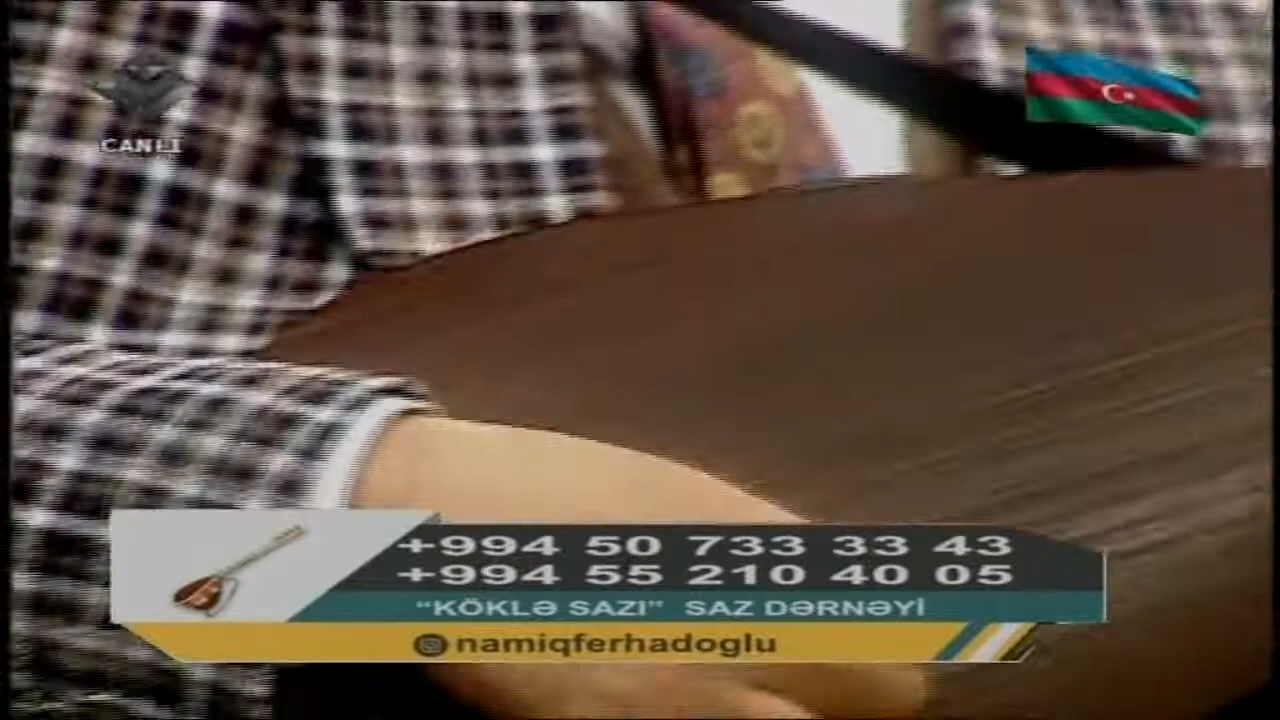 CANLI
+994 50 733 33 43
+994 55 210 40 05
“KÖKLƏ SAZI” SAZ DƏRNƏYİ
namiqferhadoglu